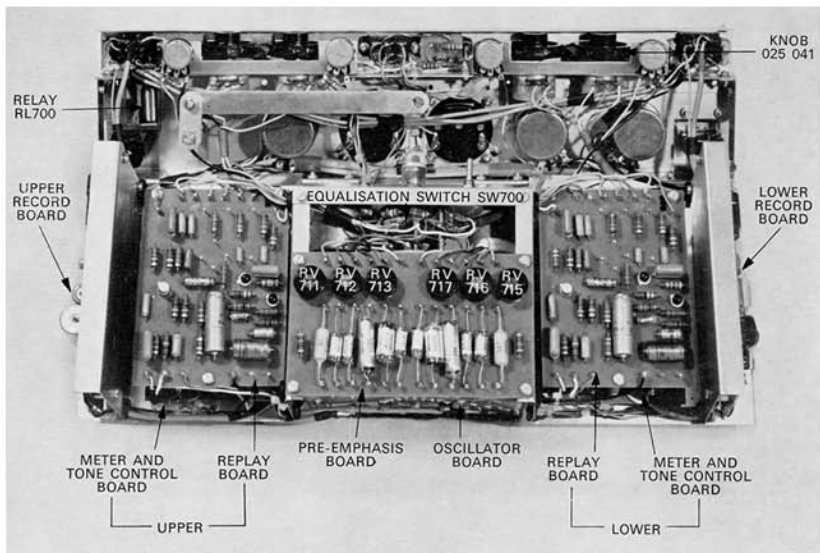 KNOB
025 041
RELAY
RL700
UPPER
RECORD
BOARD
EQUALISATION SWITCH SW700
LOWER
RECORD
BOARD
RV
711
RV
712
RV
713
RV
717
RV
716
RV
715
METER AND
TONE CONTROL
BOARD
REPLAY
BOARD
PRE-EMPHASIS
BOARD
OSCILLATOR
BOARD
REPLAY
BOARD
METER AND
TONE CONTROL
BOARD
UPPER
LOWER